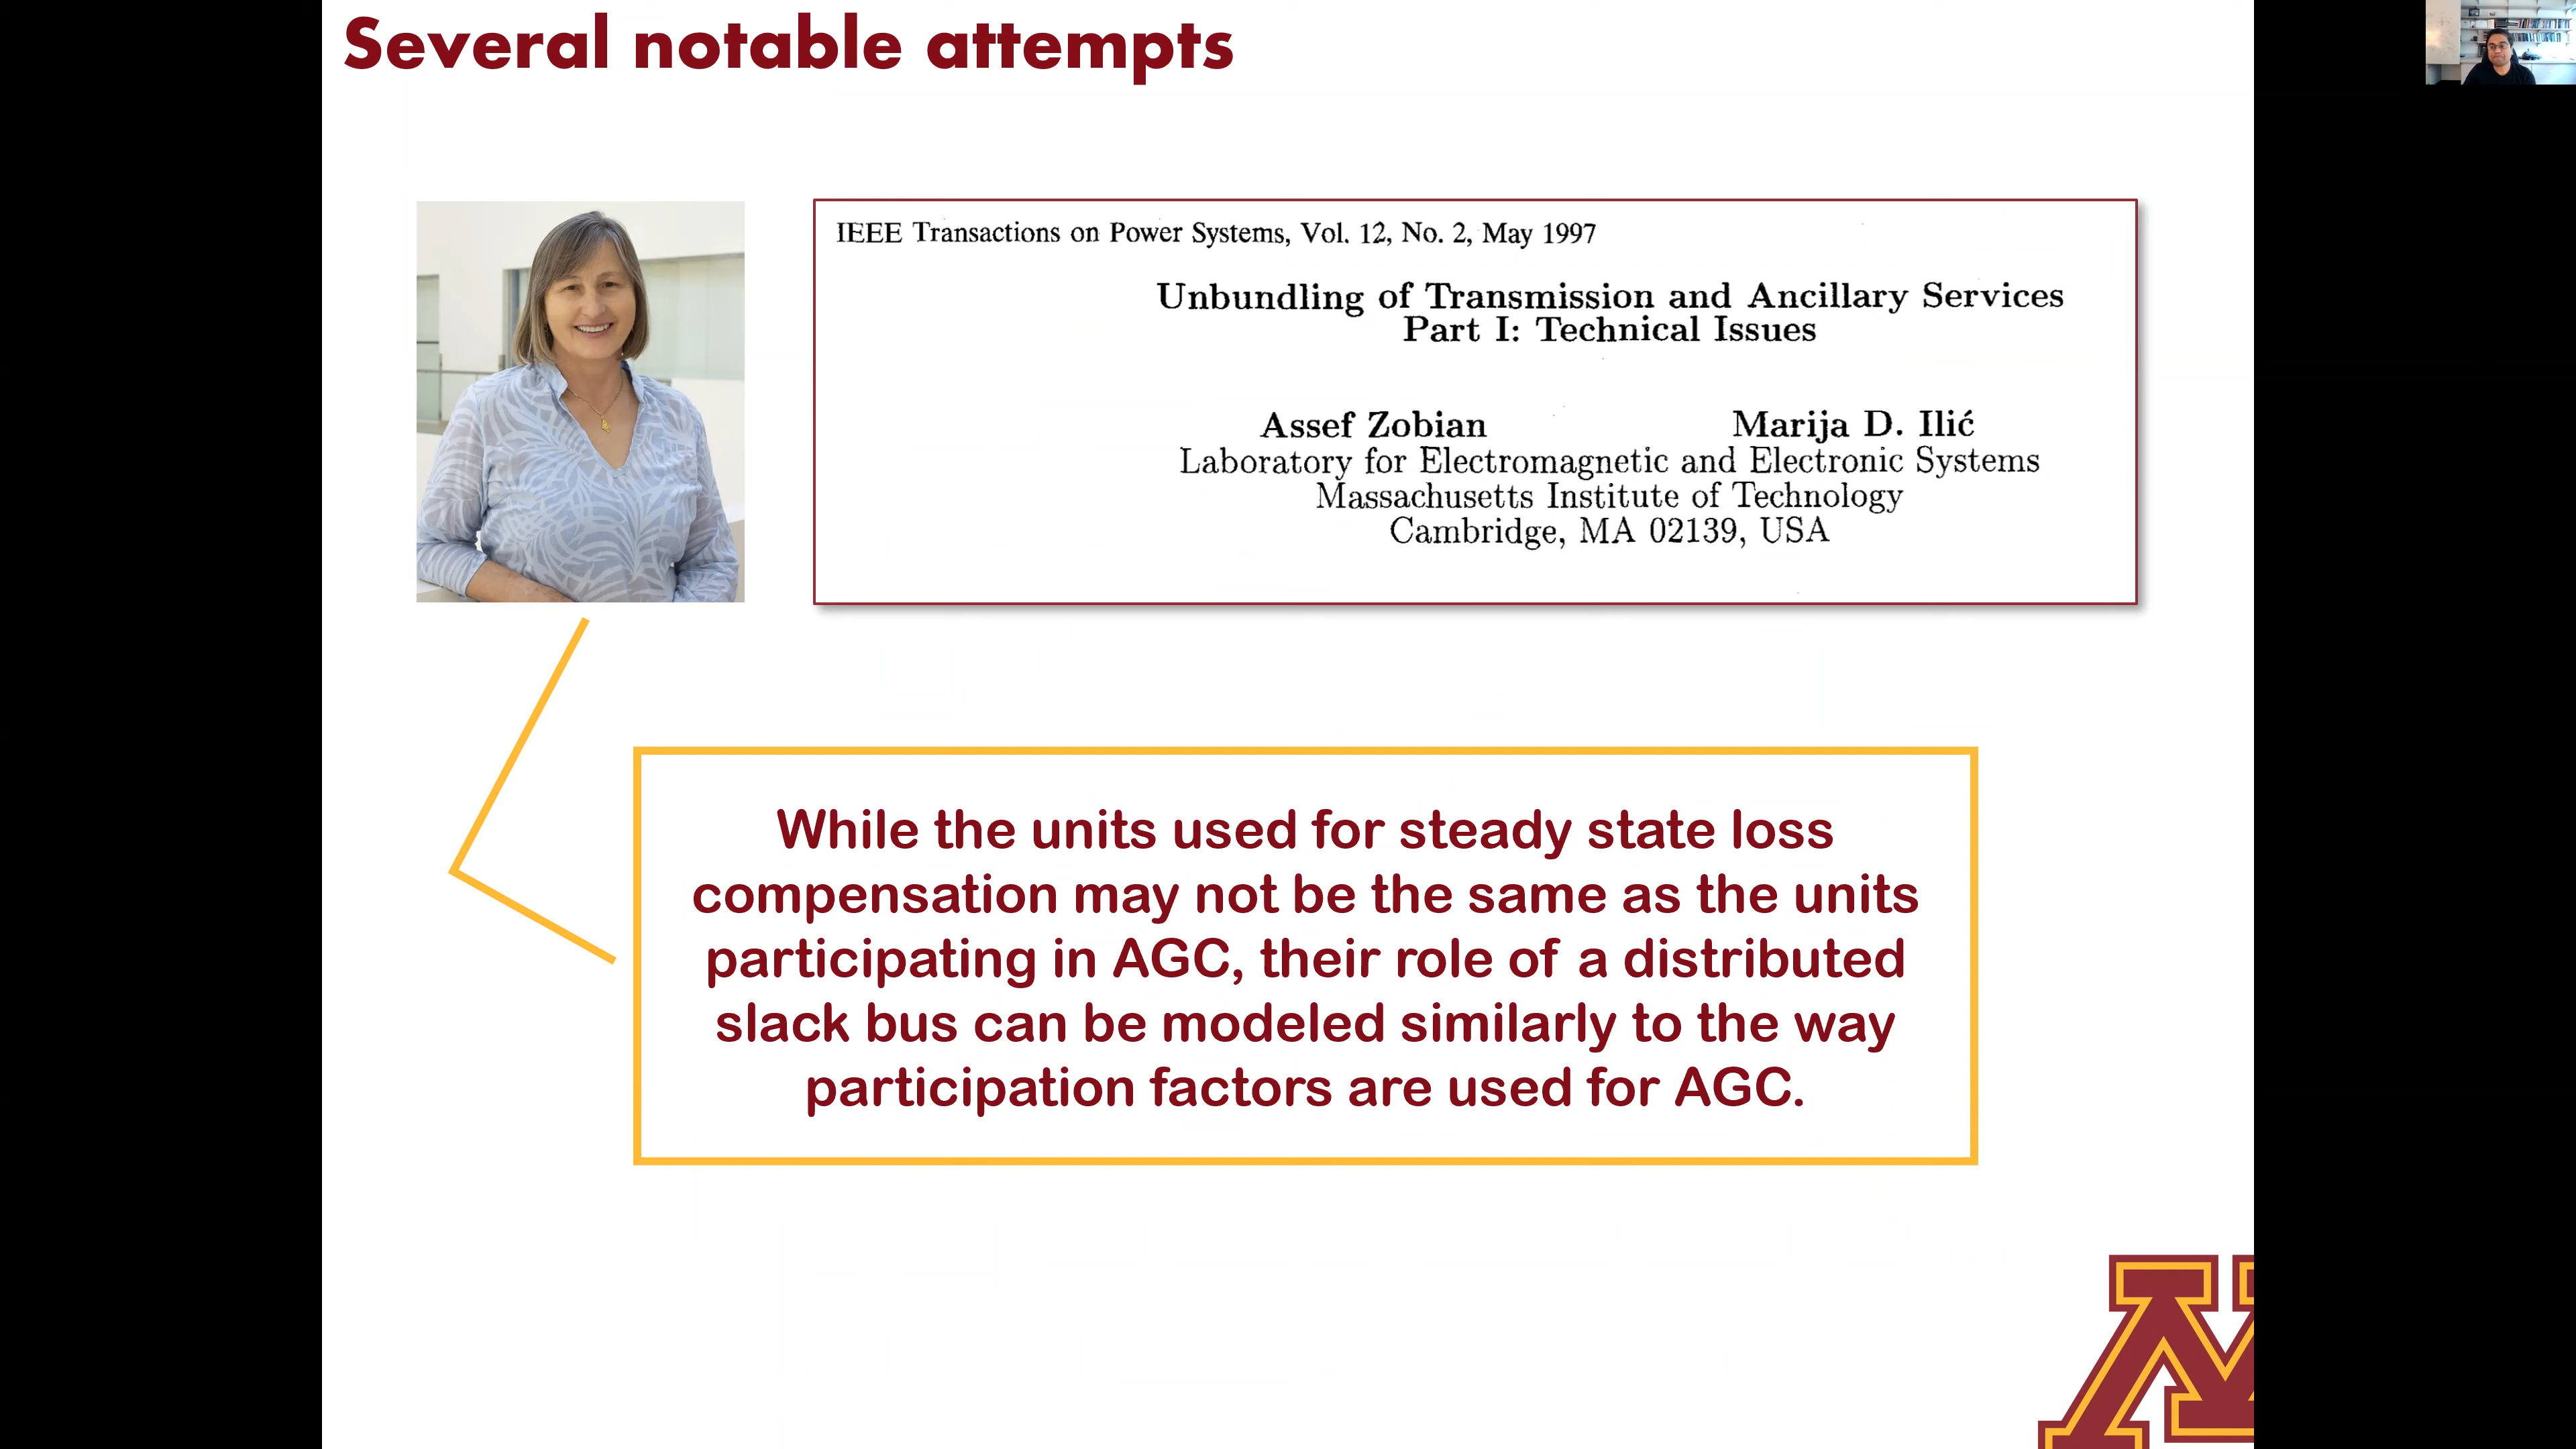 Several notable attempts
IEEE Transactions on Power Systems, Vol. 12, No. 2, May 1997
Unbundling of Transmission and Ancillary Services
Part I: Technical Issues
Assef Zobian Marija D. Ilić
Laboratory for Electromagnetic and Electronic Systems
Massachusetts Institute of Technology
Cambridge, MA 02139, USA
While the units used for steady state loss
compensation may not be the same as the units
participating in AGC, their role of a distributed
slack bus can be modeled similarly to the way
participation factors are used for AGC.